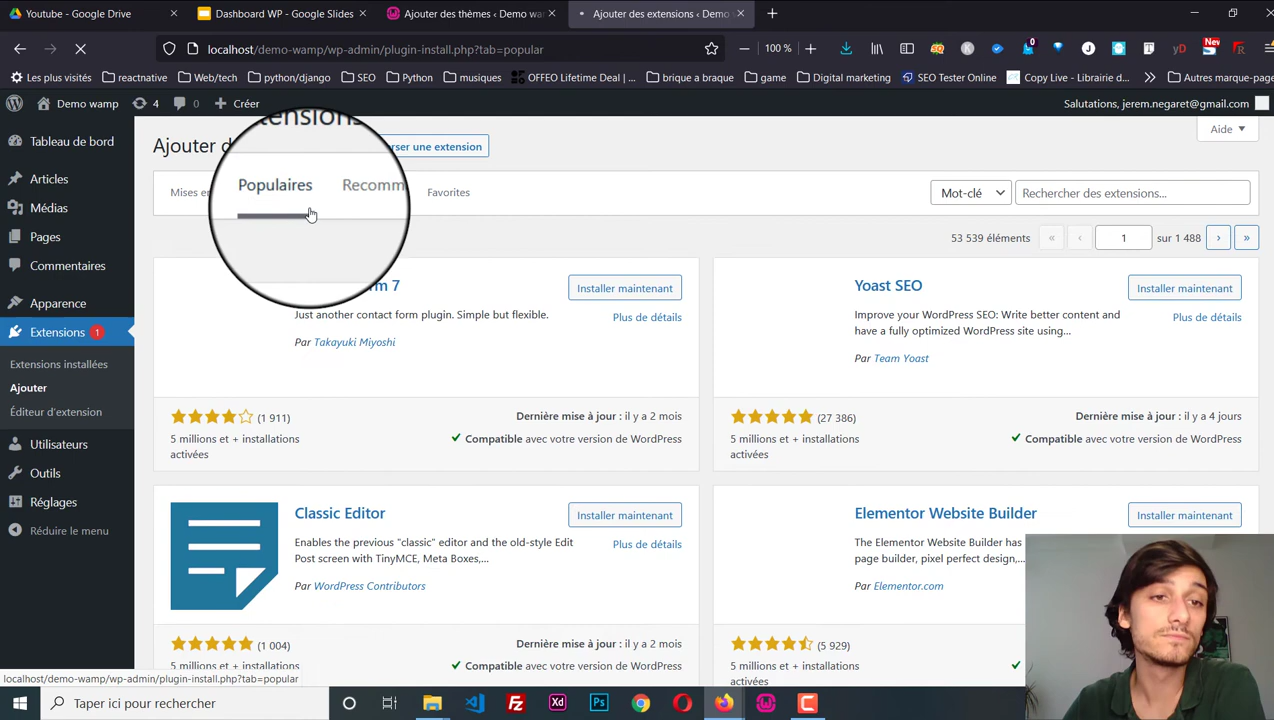 Youtube - Google Drive
Dashboard WP - Google Slides
Ajouter des thèmes ‹ Demo wa
Ajouter des extensions ‹ Demo
localhost/demo-wamp/wp-admin/plugin-install.php?tab=popular
100 %
0
yD
New
Les plus visités
reactnative
Web/tech
python/django
SEO
Python
musiques
OFFEO Lifetime Deal | ...
brique a braque
game
Digital marketing
SEO Tester Online
Copy Live - Librairie d...
Autres marque-page
Demo wamp
4
0
Créer
Salutations, jerem.negaret@gmail.com
Tableau de bord
Articles
Médias
Pages
Commentaires
Apparence
Extensions 1
Extensions installées
Ajouter
Éditeur d'extension
Utilisateurs
Outils
Réglages
Réduire le menu
Aide
Ajouter d
tensions
erser une extension
Mises en
Populaires
Recomm
Favorites
Mot-clé
Rechercher des extensions...
53 539 éléments
«
‹
1
sur 1 488
›
»
rm 7
Installer maintenant
Just another contact form plugin. Simple but flexible.
Plus de détails
Par Takayuki Miyoshi
(1 911)
Dernière mise à jour : il y a 2 mois
5 millions et + installations
activées
Compatible avec votre version de WordPress
Yoast SEO
Installer maintenant
Improve your WordPress SEO: Write better content and
have a fully optimized WordPress site using...
Plus de détails
Par Team Yoast
(27 386)
Dernière mise à jour : il y a 4 jours
5 millions et + installations
activées
Compatible avec votre version de WordPress
Classic Editor
Installer maintenant
Enables the previous "classic" editor and the old-style Edit
Post screen with TinyMCE, Meta Boxes,...
Plus de détails
Par WordPress Contributors
(1 004)
Dernière mise à jour : il y a 2 mois
5 millions et + installations
Compatible avec votre version de WordPress
Elementor Website Builder
Installer maintenant
The Elementor Website Builder has
page builder, pixel perfect design,...
Par Elementor.com
(5 929)
5 millions et + installations
activées
localhost/demo-wamp/wp-admin/plugin-install.php?tab=popular
Taper ici pour rechercher
Xd
Ps